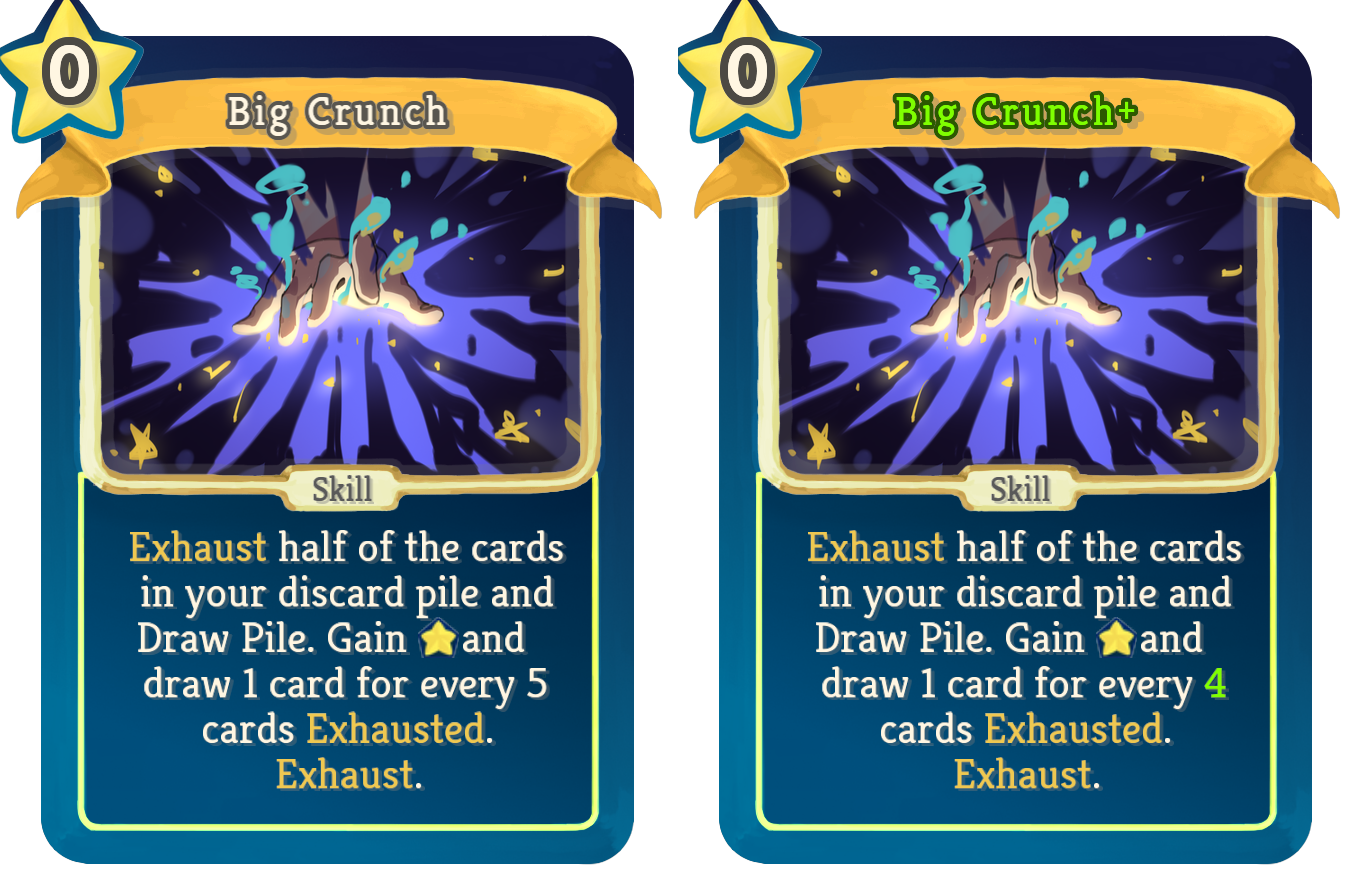 0
Big Crunch
Skill
Exhaust half of the cards
in your discard pile and
Draw Pile. Gain and
draw 1 card for every 5
cards Exhausted.
Exhaust.
0
Big Crunch+
Skill
Exhaust half of the cards
in your discard pile and
Draw Pile. Gain and
draw 1 card for every 4
cards Exhausted.
Exhaust.